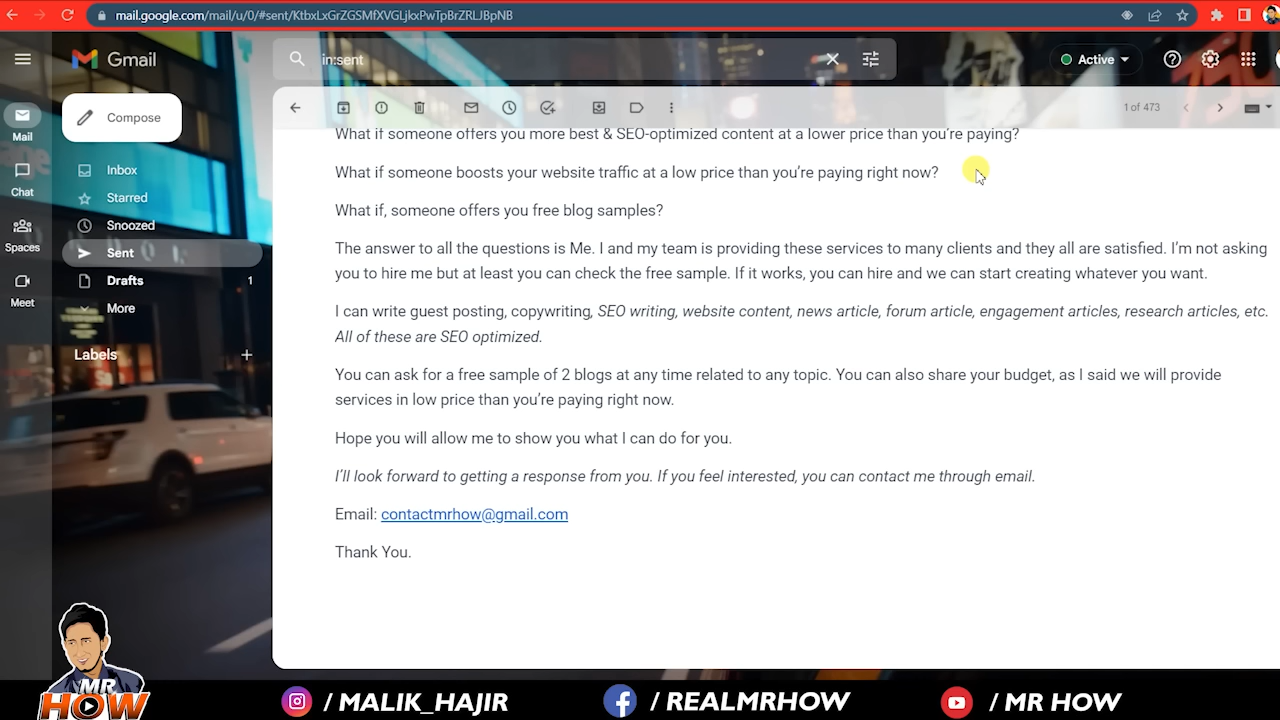 mail.google.com/mail/u/0/#sent/KtbxLxGrZGSMfXVGLjkxPwTpBrZRLJBpNB
Gmail
in:sent
Active
Mail
Compose
1 of 473
What if someone offers you more best & SEO-optimized content at a lower price than you're paying?
Inbox
What if someone boosts your website traffic at a low price than you're paying right now?
Chat
Starred
What if, someone offers you free blog samples?
Snoozed
Spaces
Sent
The answer to all the questions is Me. I and my team is providing these services to many clients and they all are satisfied. I'm not asking
you to hire me but at least you can check the free sample. If it works, you can hire and we can start creating whatever you want.
Drafts 1
Meet
More
I can write guest posting, copywriting, SEO writing, website content, news article, forum article, engagement articles, research articles, etc.
All of these are SEO optimized.
Labels
You can ask for a free sample of 2 blogs at any time related to any topic. You can also share your budget, as I said we will provide
services in low price than you're paying right now.
Hope you will allow me to show you what I can do for you.
I'll look forward to getting a response from you. If you feel interested, you can contact me through email.
Email: contactmrhow@gmail.com
Thank You.
MR
HOW
/ MALIK_HAJIR
/ REALMRHOW
/ MR HOW